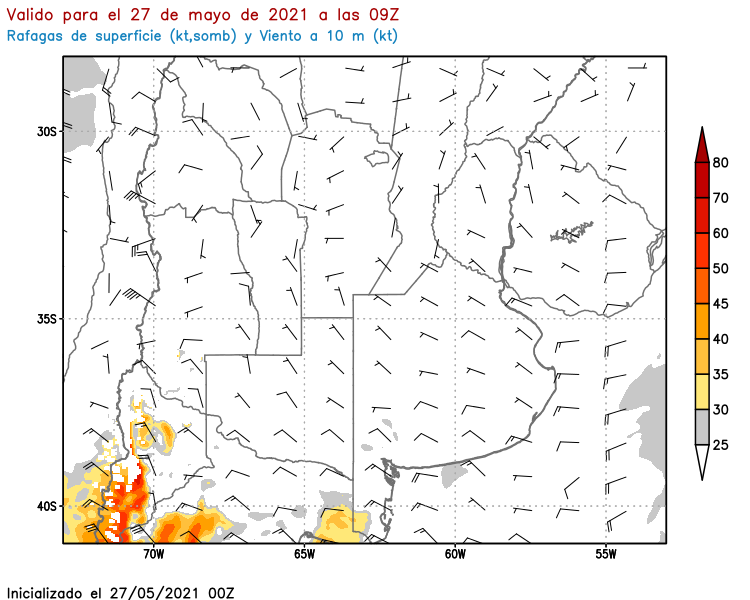 Valido para el 27 de mayo de 2021 a las 09Z
Rafagas de superficie (kt,somb) y Viento a 10 m (kt)
30S
35S
40S
70W
65W
60W
55W
80
70
60
50
45
40
35
30
25
Inicializado el 27/05/2021 00Z